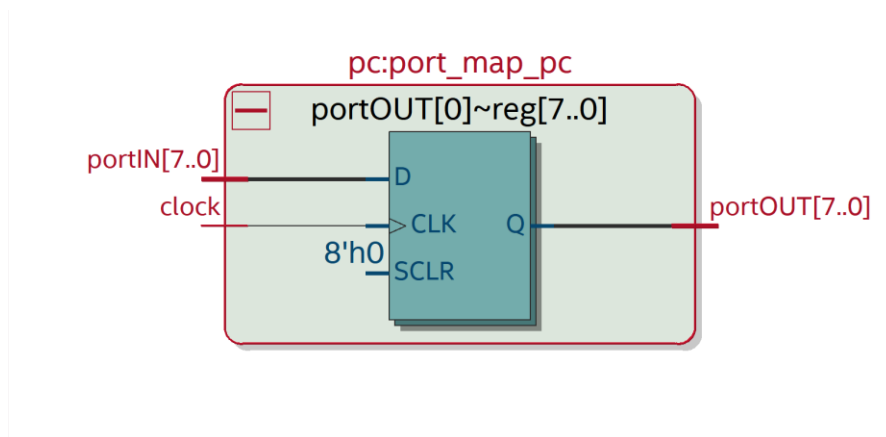 pc:port_map_pc
portOUT[0]~reg[7..0]
portIN[7..0]
D
clock
CLK
Q
portOUT[7..0]
8'h0
SCLR